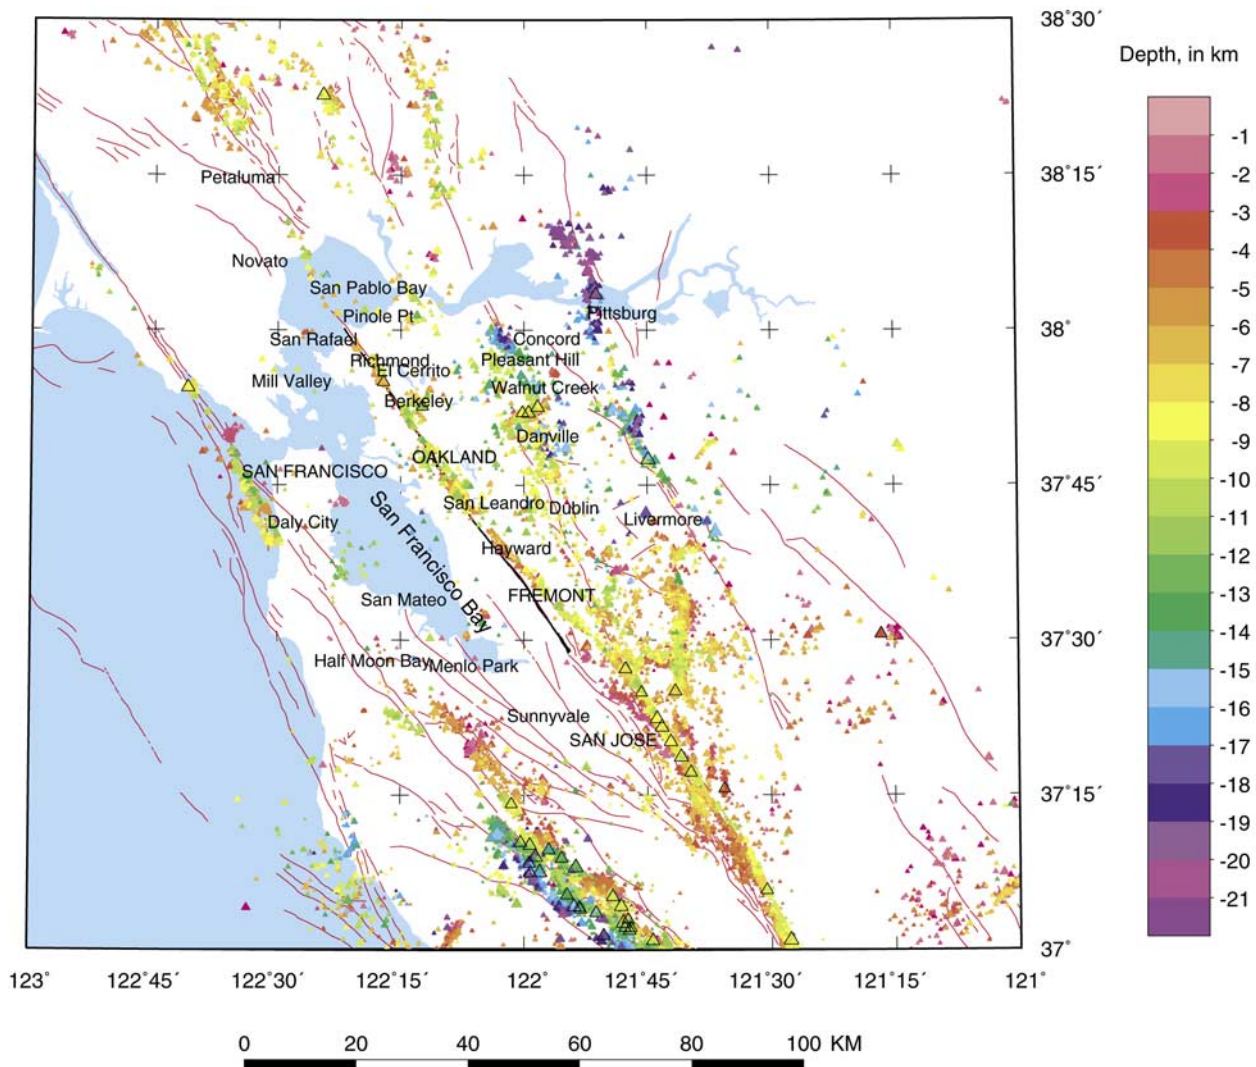 38°30´
Depth, in km
-1
-2
-3
-4
-5
-6
-7
-8
-9
-10
-11
-12
-13
-14
-15
-16
-17
-18
-19
-20
-21
Petaluma
38°15´
Novato
San Pablo Bay
Pinole Pt
Pittsburg
38°
San Rafael
Concord
Richmond
Pleasant Hill
El Cerrito
Mill Valley
Walnut Creek
Berkeley
Danville
OAKLAND
SAN FRANCISCO
37°45´
San Leandro
Dublin
Daly City
Livermore
San Francisco Bay
Hayward
FREMONT
San Mateo
37°30´
Half Moon Bay
Menlo Park
Sunnyvale
SAN JOSE
37°15´
37°
123°
122°45´
122°30´
122°15´
122°
121°45´
121°30´
121°15´
121°
0 20 40 60 80 100 KM